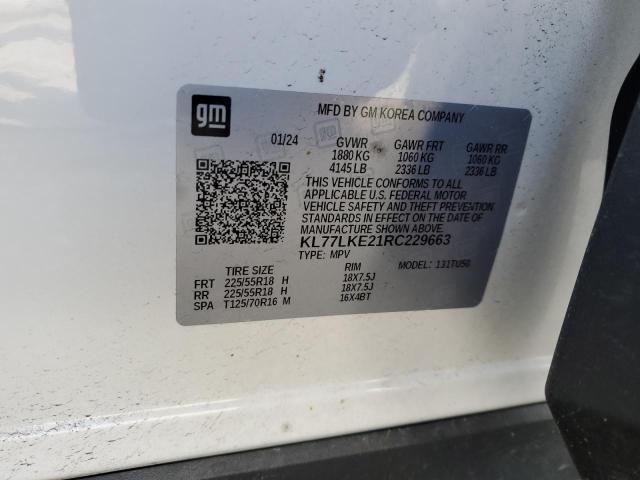 gm
MFD BY GM KOREA COMPANY
01/24 GVWR GAWR FRT GAWR RR
1880 KG 1060 KG 1060 KG
4145 LB 2336 LB 2336 LB
THIS VEHICLE CONFORMS TO ALL
APPLICABLE U.S. FEDERAL MOTOR
VEHICLE SAFETY AND THEFT PREVENTION
STANDARDS IN EFFECT ON THE DATE
OF MANUFACTURE SHOWN ABOVE.
KL77LKE21RC229663
TYPE: MPV MODEL: 131TU50
TIRE SIZE RIM
FRT 225/55R18 H 18X7.5J
RR 225/55R18 H 18X7.5J
SPA T125/70R16 M 16X4BT